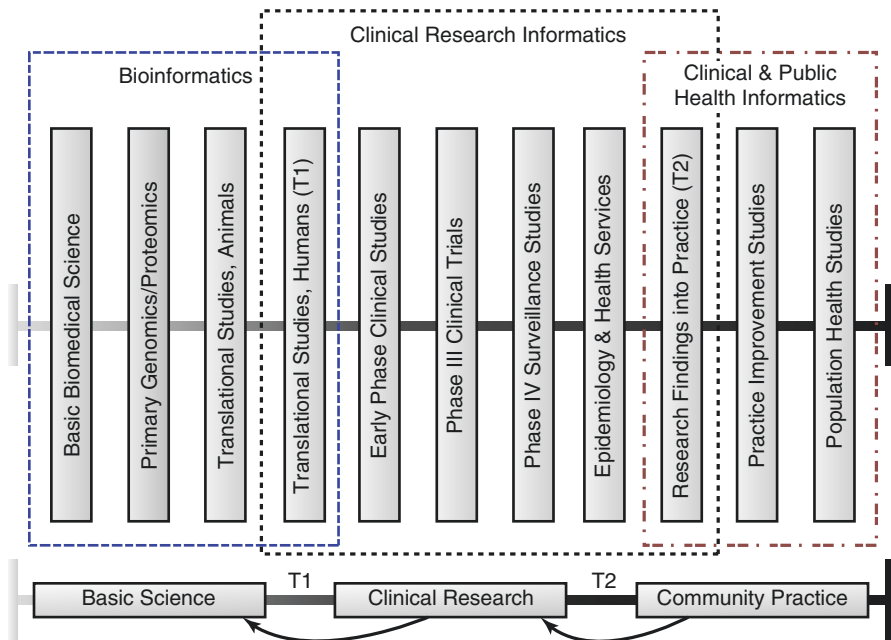 Clinical Research Informatics
Bioinformatics
Clinical & Public
Health Informatics
Basic Biomedical Science
Primary Genomics/Proteomics
Translational Studies, Animals
Translational Studies, Humans (T1)
Early Phase Clinical Studies
Phase III Clinical Trials
Phase IV Surveillance Studies
Epidemiology & Health Services
Research Findings into Practice (T2)
Practice Improvement Studies
Population Health Studies
Basic Science
T1
Clinical Research
T2
Community Practice